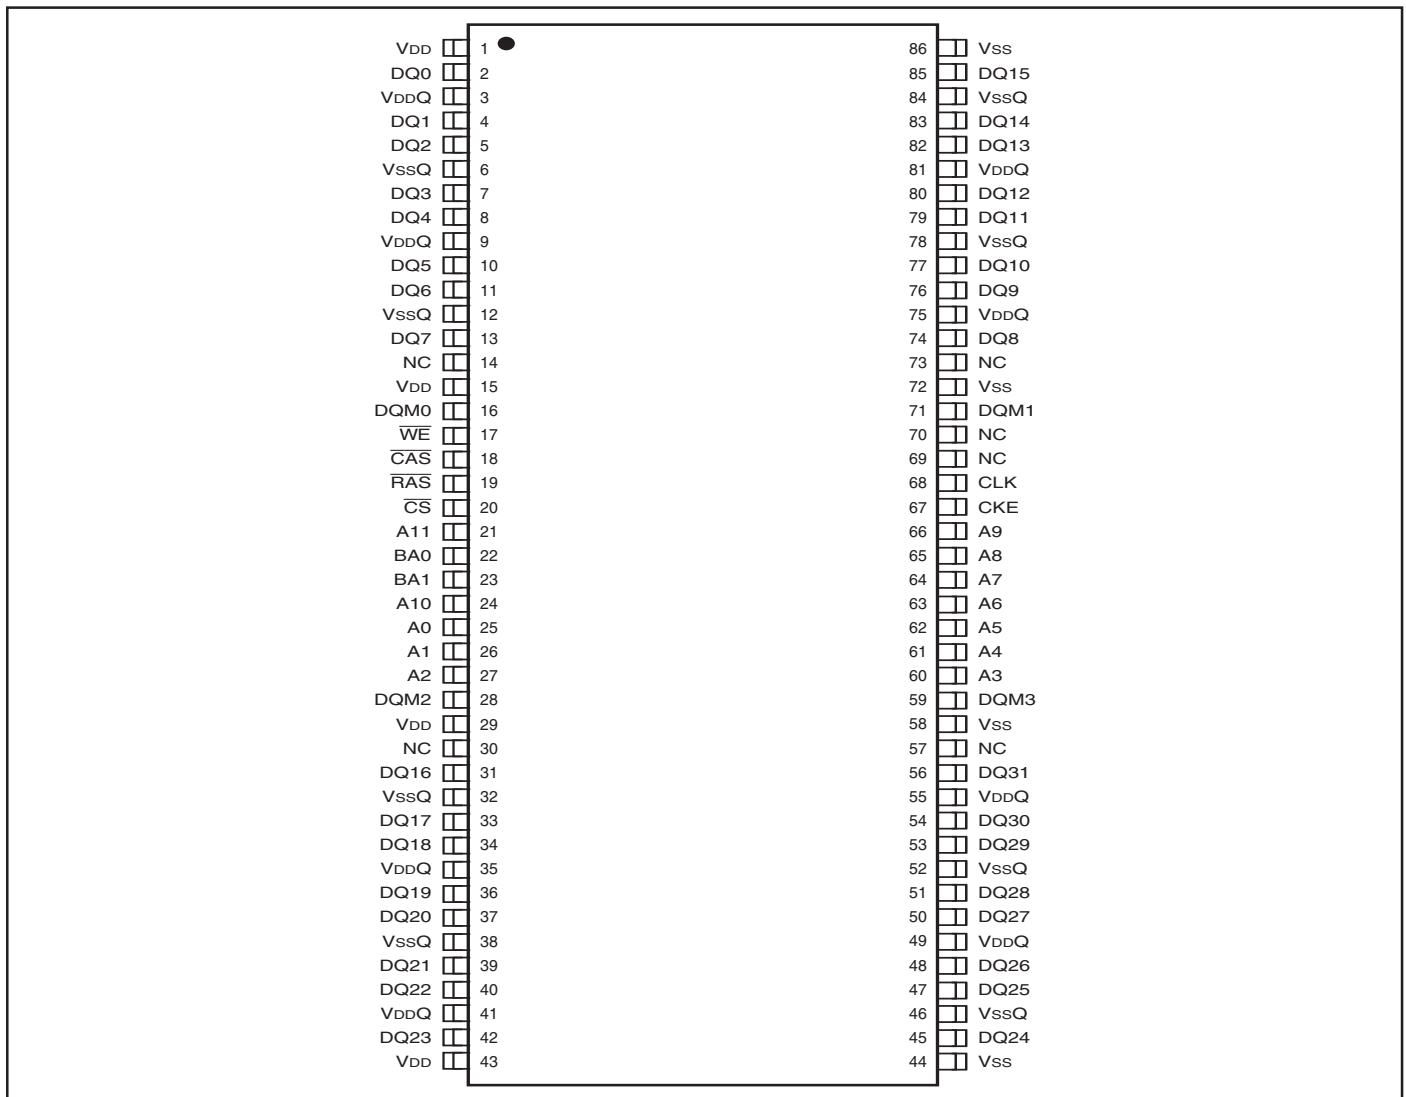 VDD 1 86 VSS
DQ0 2 85 DQ15
VDDQ 3 84 VSSQ
DQ1 4 83 DQ14
DQ2 5 82 DQ13
VSSQ 6 81 VDDQ
DQ3 7 80 DQ12
DQ4 8 79 DQ11
VDDQ 9 78 VSSQ
DQ5 10 77 DQ10
DQ6 11 76 DQ9
VSSQ 12 75 VDDQ
DQ7 13 74 DQ8
NC 14 73 NC
VDD 15 72 VSS
DQM0 16 71 DQM1
W̅E̅ 17 70 NC
C̅A̅S̅ 18 69 NC
R̅A̅S̅ 19 68 CLK
C̅S̅ 20 67 CKE
A11 21 66 A9
BA0 22 65 A8
BA1 23 64 A7
A10 24 63 A6
A0 25 62 A5
A1 26 61 A4
A2 27 60 A3
DQM2 28 59 DQM3
VDD 29 58 VSS
NC 30 57 NC
DQ16 31 56 DQ31
VSSQ 32 55 VDDQ
DQ17 33 54 DQ30
DQ18 34 53 DQ29
VDDQ 35 52 VSSQ
DQ19 36 51 DQ28
DQ20 37 50 DQ27
VSSQ 38 49 VDDQ
DQ21 39 48 DQ26
DQ22 40 47 DQ25
VDDQ 41 46 VSSQ
DQ23 42 45 DQ24
VDD 43 44 VSS